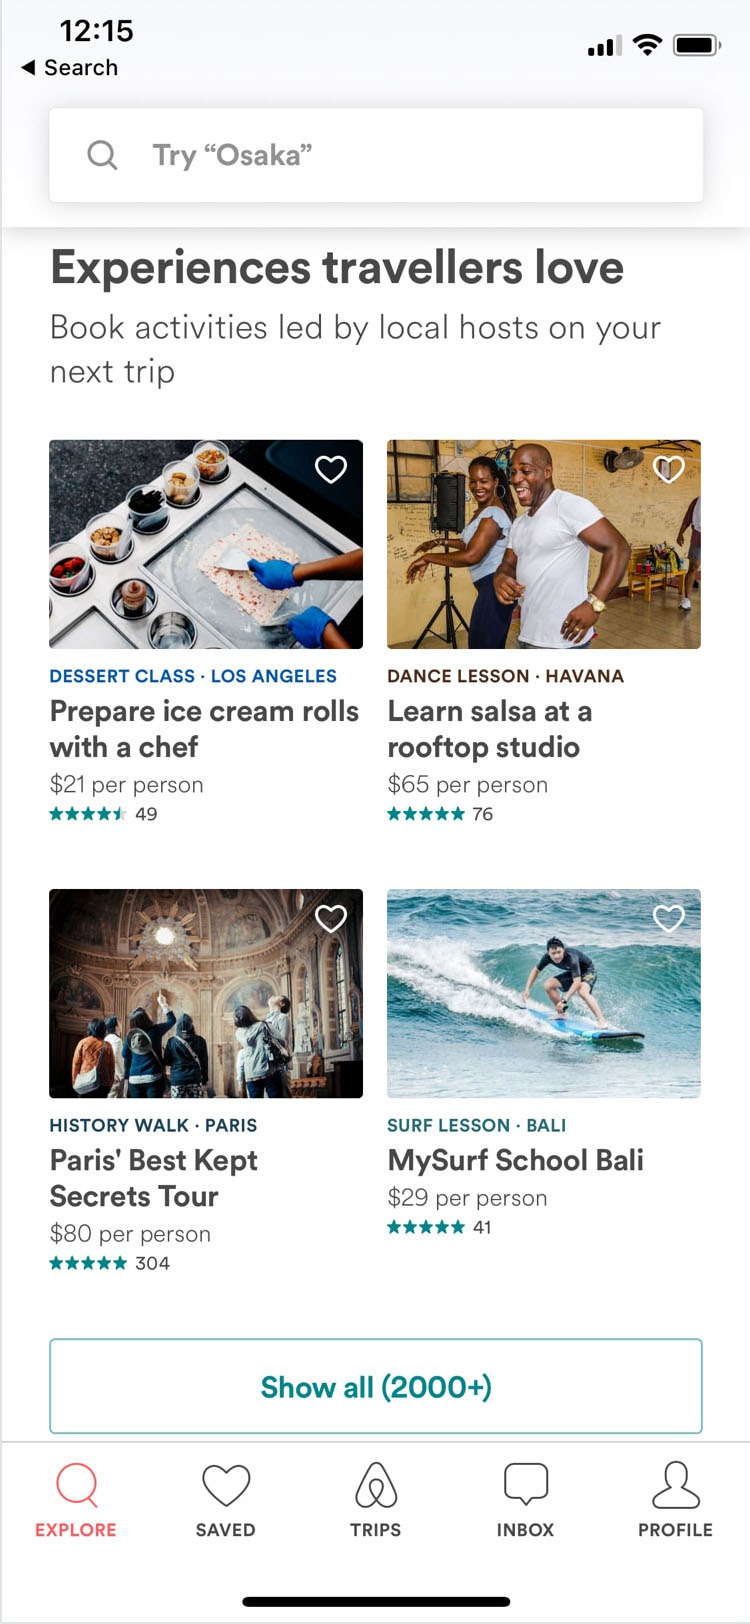 12:15
◀ Search
Try “Osaka”
Experiences travellers love
Book activities led by local hosts on your
next trip
DESSERT CLASS · LOS ANGELES
Prepare ice cream rolls
with a chef
$21 per person
49
DANCE LESSON · HAVANA
Learn salsa at a
rooftop studio
$65 per person
76
HISTORY WALK · PARIS
Paris' Best Kept
Secrets Tour
$80 per person
304
SURF LESSON · BALI
MySurf School Bali
$29 per person
41
Show all (2000+)
EXPLORE
SAVED
TRIPS
INBOX
PROFILE